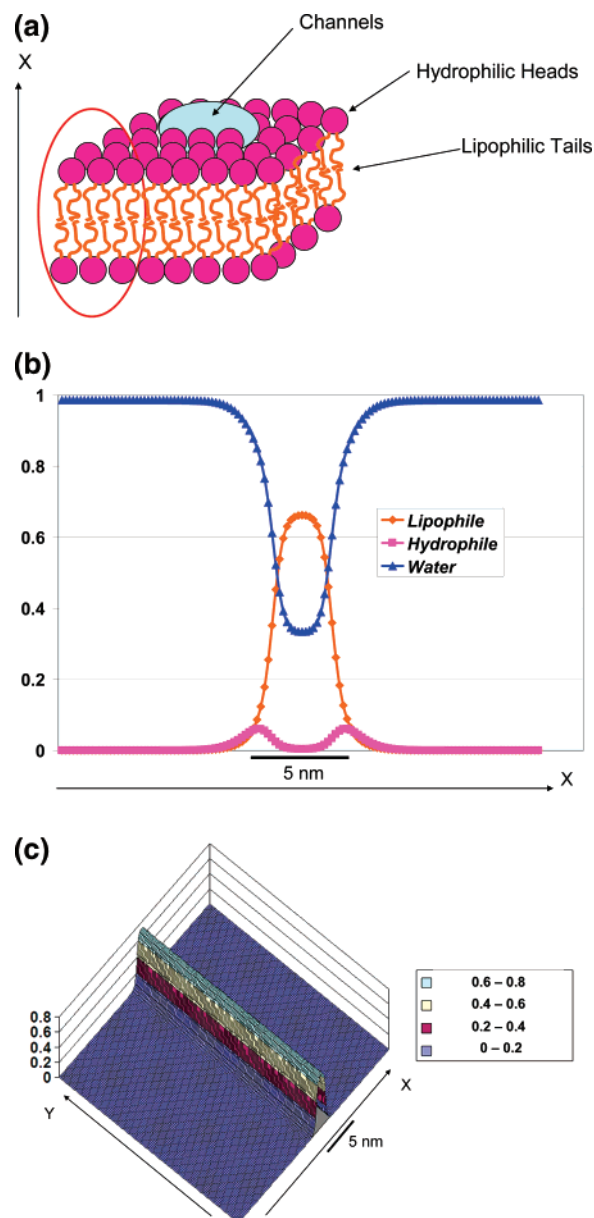 (a)
Channels
X
Hydrophilic Heads
Lipophilic Tails
(b)
1
0.8
0.6
0.4
0.2
0
Lipophile
Hydrophile
Water
5 nm
X
(c)
0.8
0.6
0.4
0.2
0
Y
0.6 – 0.8
0.4 – 0.6
0.2 – 0.4
0 – 0.2
X
5 nm